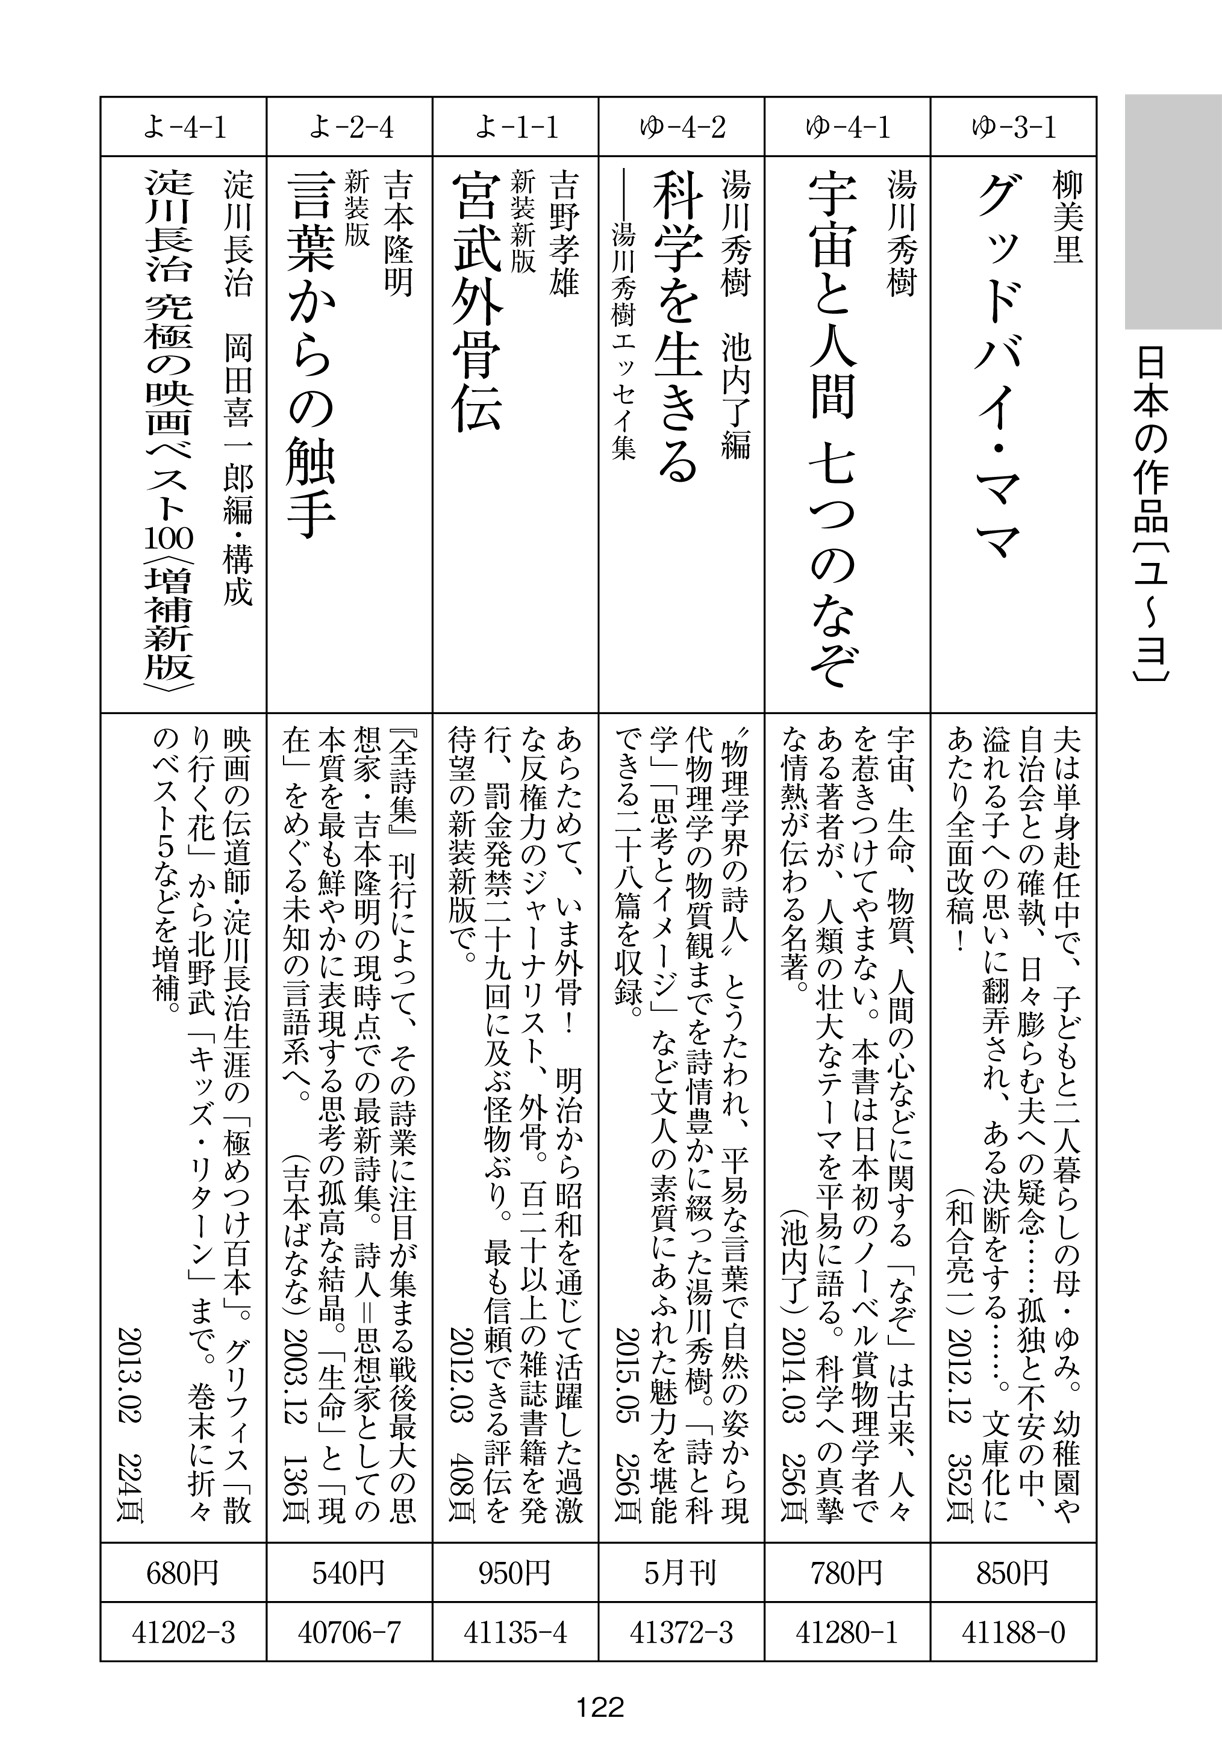 日本の作品〔ユ～ヨ〕
ゆ-3-1
柳美里
グッドバイ・ママ
夫は単身赴任中で、子どもと二人暮らしの母・ゆみ。幼稚園や
自治会との確執、日々膨らむ夫への疑念……孤独と不安の中、
溢れる子への思いに翻弄され、ある決断をする……。文庫化に
あたり全面改稿！　（和合亮一）2012.12　352頁
850円
41188-0
ゆ-4-1
湯川秀樹
宇宙と人間 七つのなぞ
宇宙、生命、物質、人間の心などに関する「なぞ」は古来、人々
を惹きつけてやまない。本書は日本初のノーベル賞物理学者で
ある著者が、人類の壮大なテーマを平易に語る。科学への真摯
な情熱が伝わる名著。　（池内了）2014.03　256頁
780円
41280-1
ゆ-4-2
湯川秀樹　池内了編
科学を生きる
――湯川秀樹エッセイ集
〝物理学界の詩人〟とうたわれ、平易な言葉で自然の姿から現
代物理学の物質観までを詩情豊かに綴った湯川秀樹。「詩と科
学」「思考とイメージ」など文人の素質にあふれた魅力を堪能
できる二十八篇を収録。　2015.05　256頁
5月刊
41372-3
よ-1-1
吉野孝雄
新装新版
宮武外骨伝
あらためて、いま外骨！　明治から昭和を通じて活躍した過激
な反権力のジャーナリスト、外骨。百二十以上の雑誌書籍を発
行、罰金発禁二十九回に及ぶ怪物ぶり。最も信頼できる評伝を
待望の新装新版で。　2012.03　408頁
950円
41135-4
よ-2-4
吉本隆明
新装版
言葉からの触手
『全詩集』刊行によって、その詩業に注目が集まる戦後最大の思
想家・吉本隆明の現時点での最新詩集。詩人＝思想家としての
本質を最も鮮やかに表現する思考の孤高な結晶。「生命」と「現
在」をめぐる未知の言語系へ。　（吉本ばなな）2003.12　136頁
540円
40706-7
よ-4-1
淀川長治　岡田喜一郎編・構成
淀川長治 究極の映画ベスト100〈増補新版〉
映画の伝道師・淀川長治生涯の「極めつけ百本」。グリフィス「散
り行く花」から北野武「キッズ・リターン」まで。巻末に折々
のベスト5などを増補。
2013.02　224頁
680円
41202-3
122